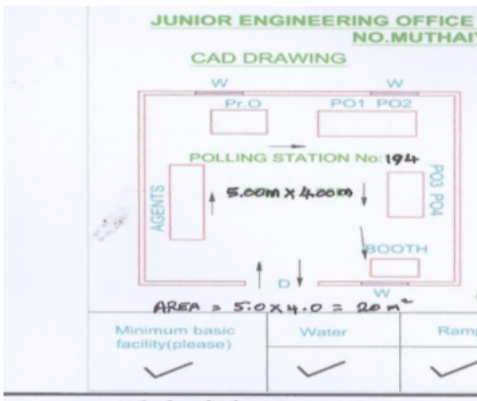 JUNIOR ENGINEERING OFFICE
NO.MUTHAIY
CAD DRAWING
W W
Pr.O PO1 PO2
POLLING STATION No: 194
AGENTS
5.00m X 4.00m
PO3 PO4
BOOTH
D
W
AREA = 5.0 X 4.0 = 20 m²
Minimum basic Water Ramp
facility(please)